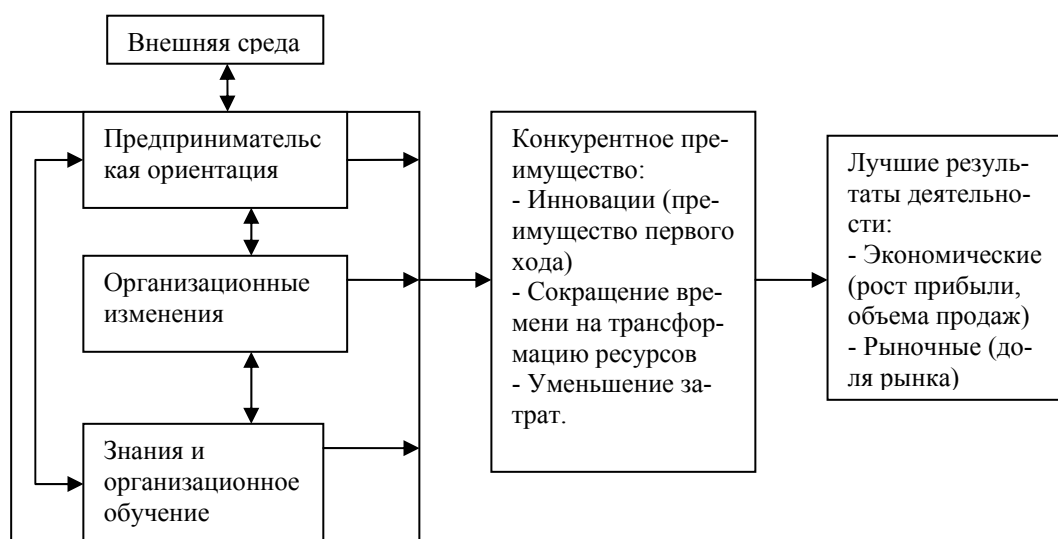 Внешняя среда
Предпринимательс
кая ориентация
Организационные
изменения
Знания и
организационное
обучение
Конкурентное пре-
имущество:
- Инновации (пре-
имущество первого
хода)
- Сокращение вре-
мени на трансфор-
мацию ресурсов
- Уменьшение за-
трат.
Лучшие резуль-
таты деятельно-
сти:
- Экономические
(рост прибыли,
объема продаж)
- Рыночные (до-
ля рынка)